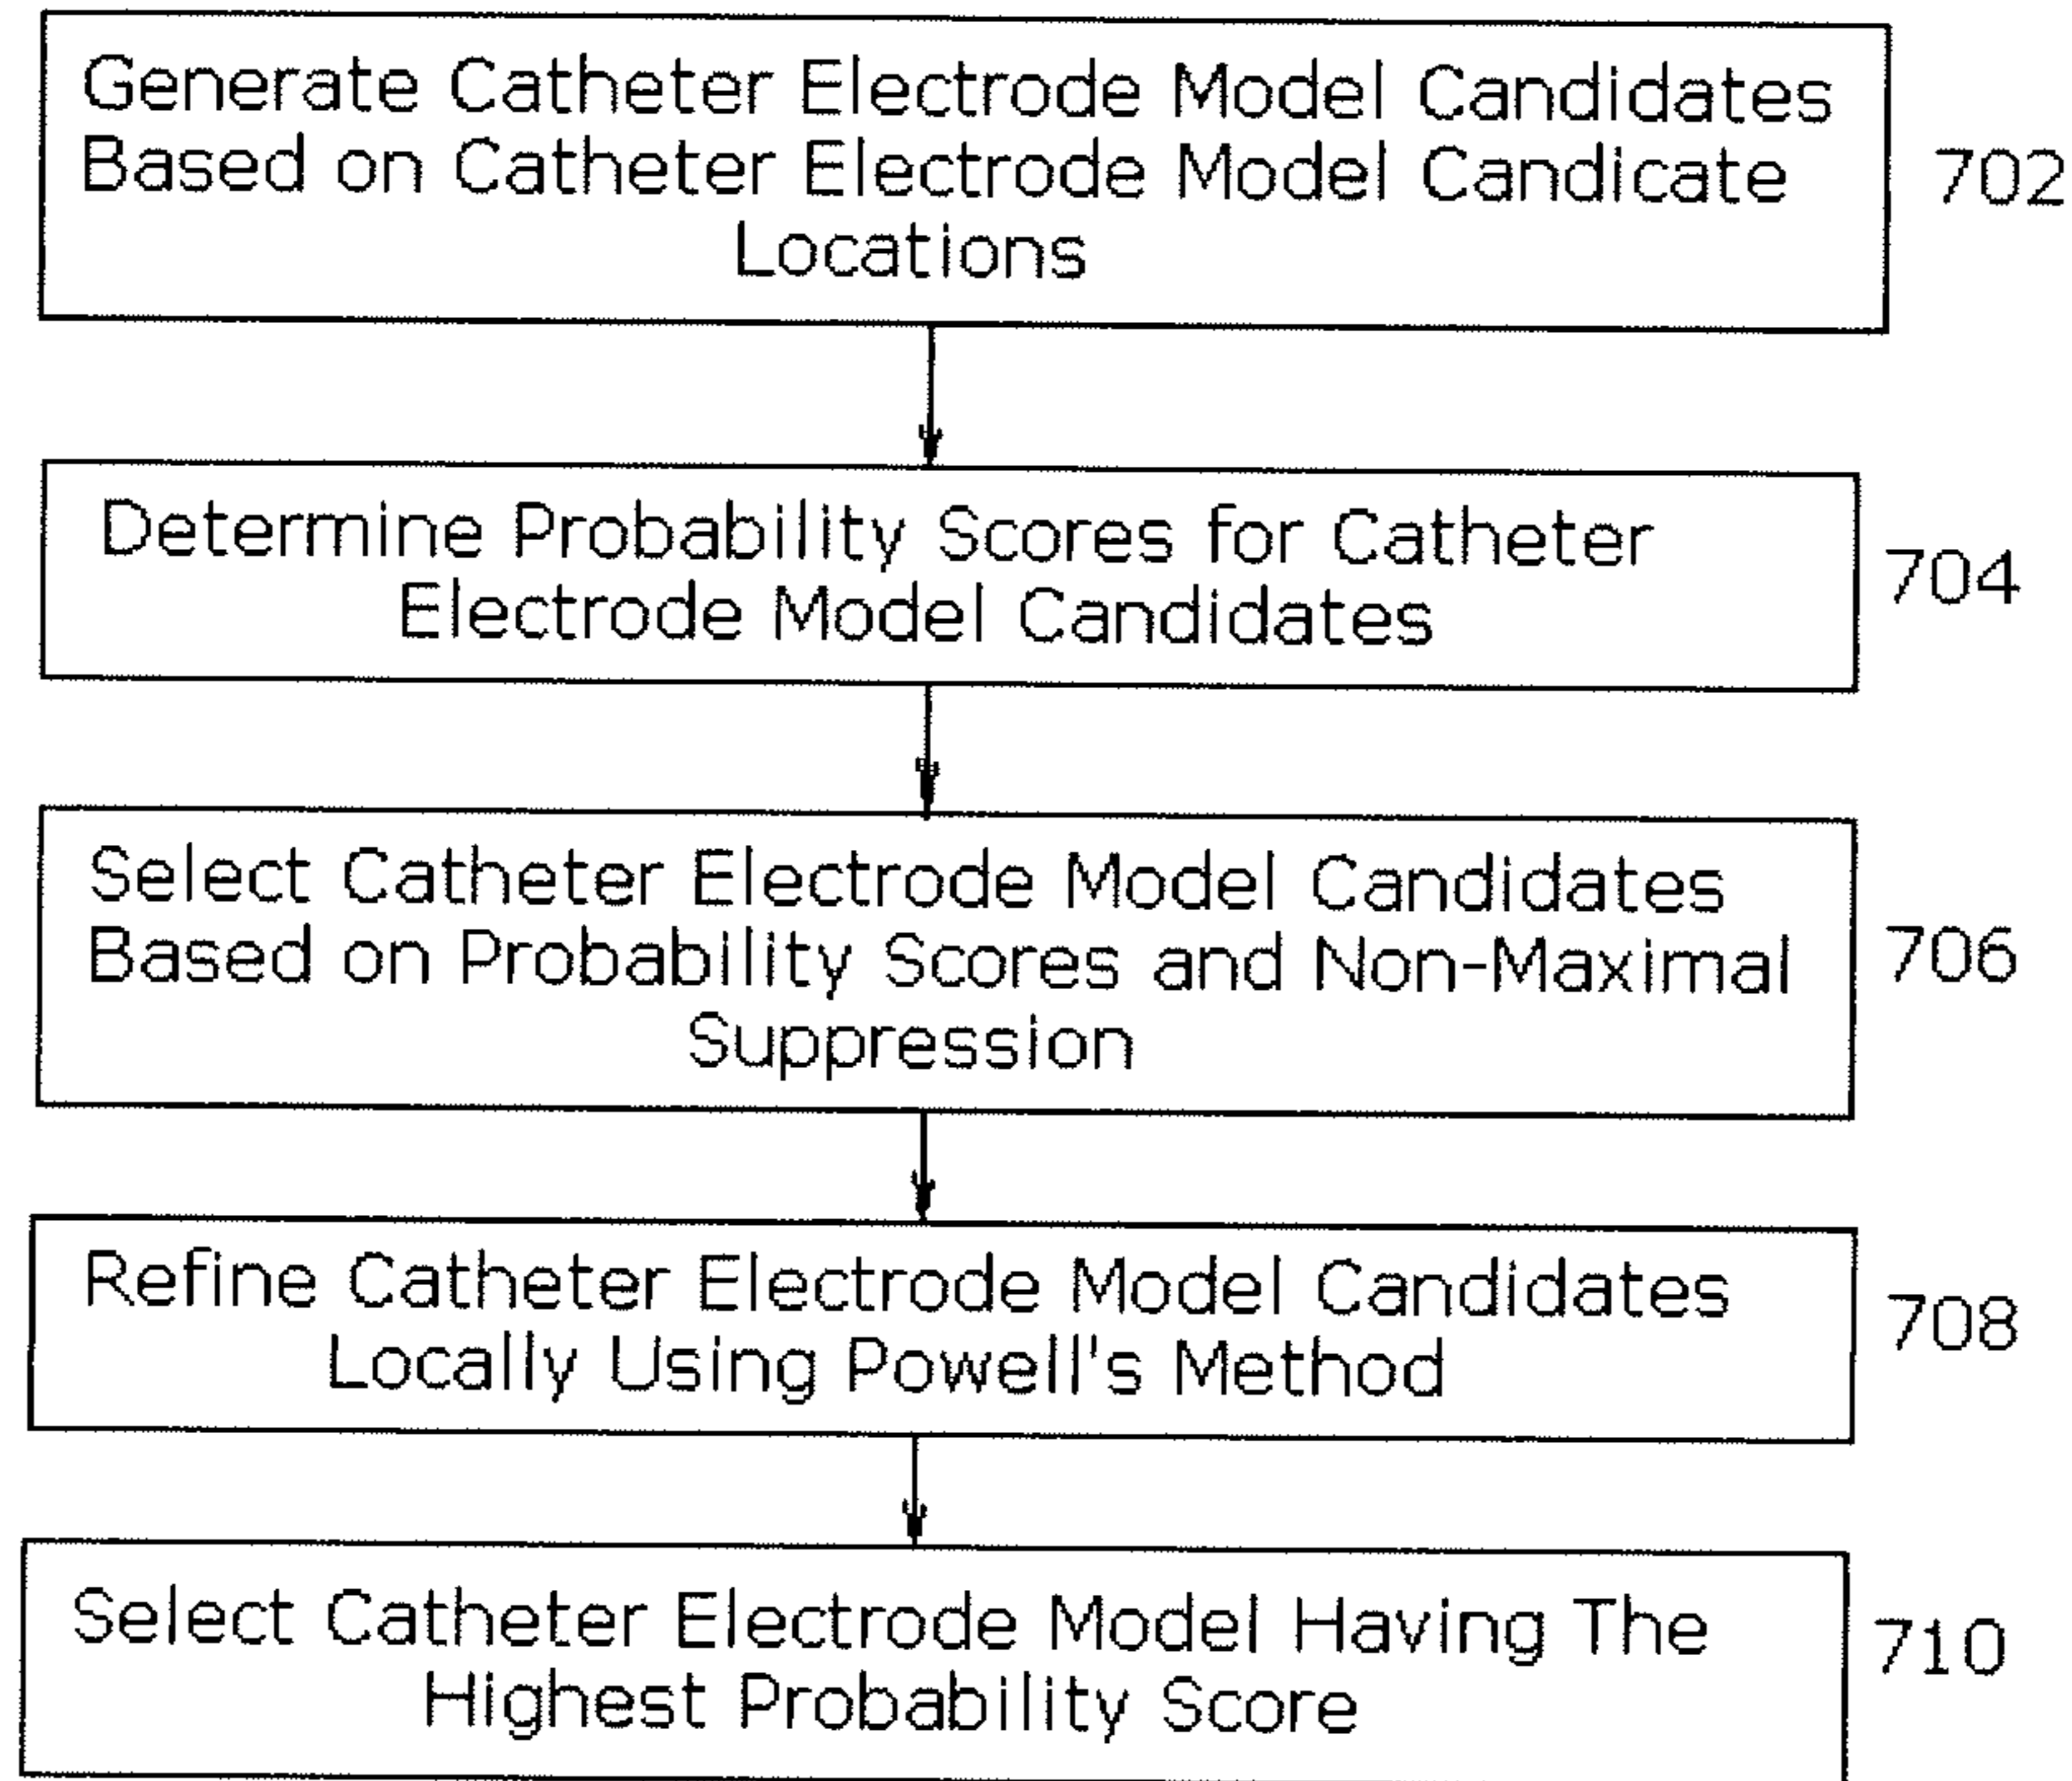 Generate Catheter Electrode Model Candidates
Based on Catheter Electrode Model Candicate
Locations
702
Determine Probability Scores for Catheter
Electrode Model Candidates
704
Select Catheter Electrode Model Candidates
Based on Probability Scores and Non-Maximal
Suppression
706
Refine Catheter Electrode Model Candidates
Locally Using Powell's Method
708
Select Catheter Electrode Model Having The
Highest Probability Score
710